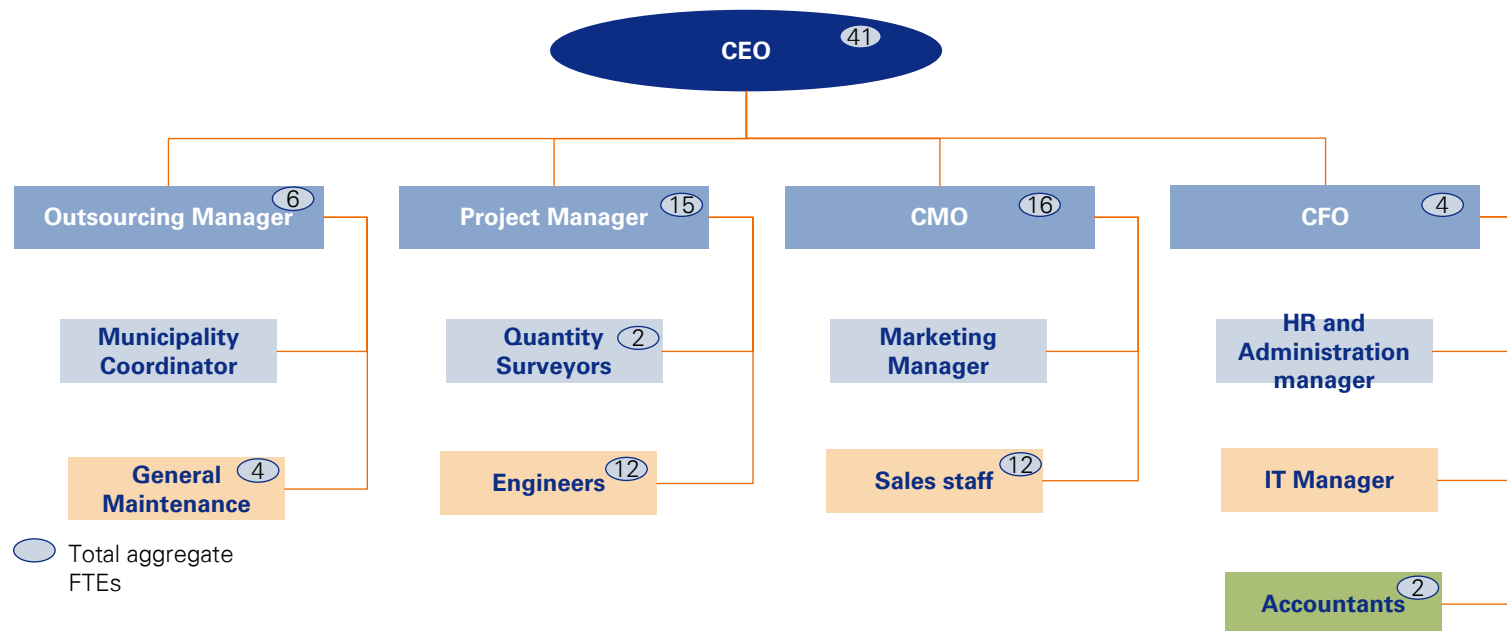 CEO
41
Outsourcing Manager
6
Project Manager
15
CMO
16
CFO
4
Municipality
Coordinator
Quantity
Surveyors
2
Marketing
Manager
HR and
Administration
manager
General
Maintenance
4
Engineers
12
Sales staff
12
IT Manager
Total aggregate
FTEs
Accountants
2